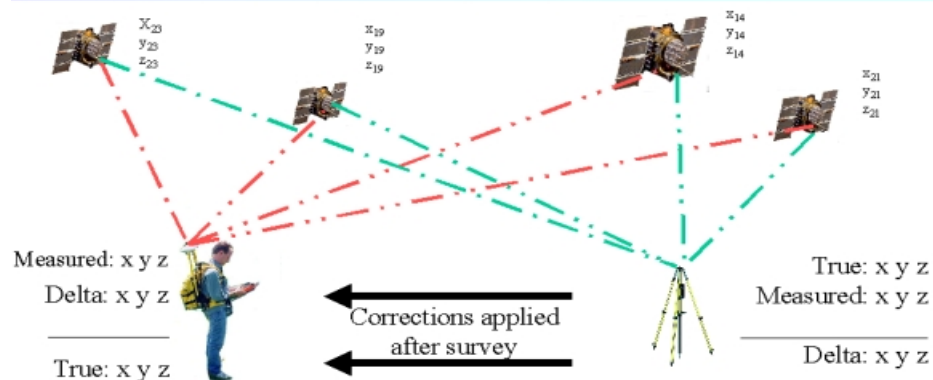 X23
y23
z23
x19
y19
z19
x14
y14
z14
x21
y21
z21
Measured: x y z
Delta: x y z
True: x y z
Corrections applied
after survey
True: x y z
Measured: x y z
Delta: x y z